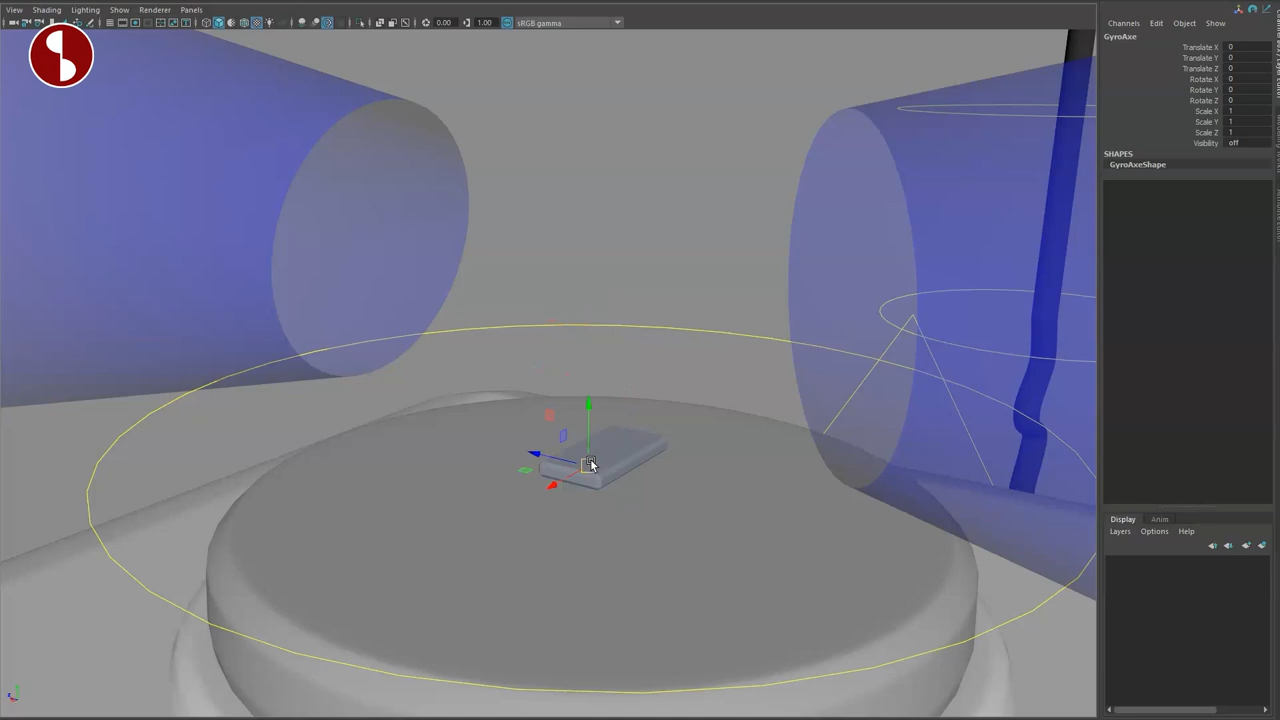 View Shading Lighting Show Renderer Panels
0.00 1.00 sRGB gamma
Channels Edit Object Show
GyroAxe
Translate X 0
Translate Y 0
Translate Z 0
Rotate X 0
Rotate Y 0
Rotate Z 0
Scale X 1
Scale Y 1
Scale Z 1
Visibility off
SHAPES
GyroAxeShape
Display Anim
Layers Options Help